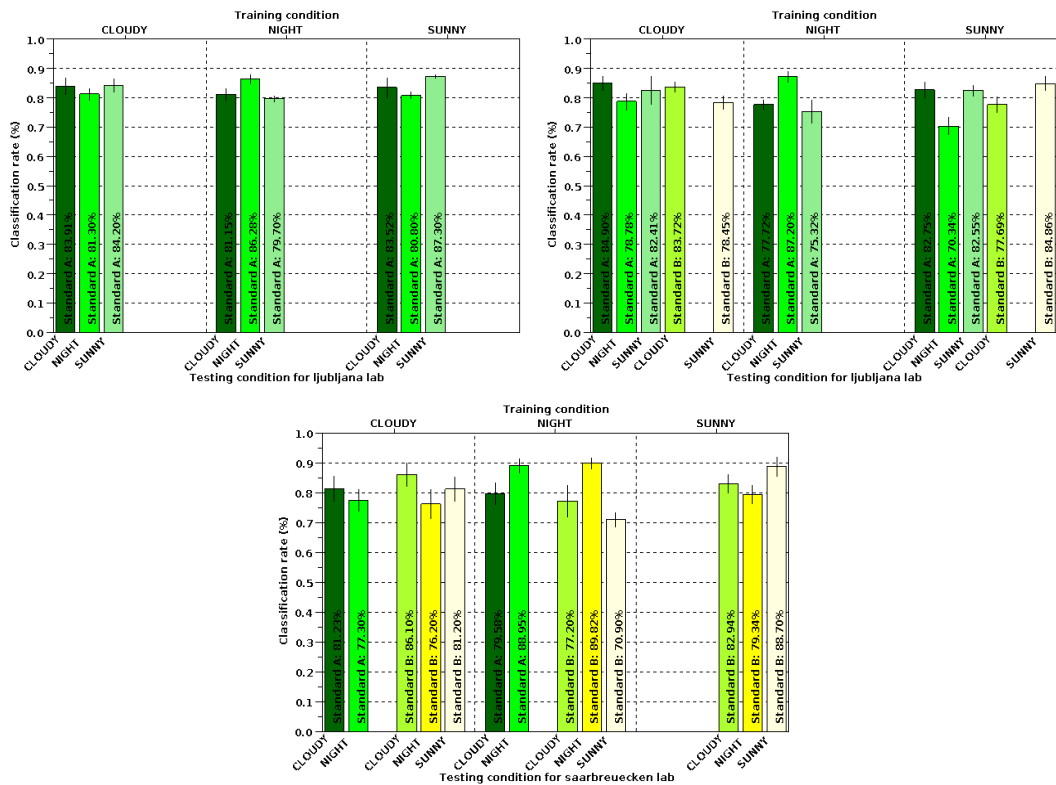 Training condition
CLOUDY NIGHT SUNNY
Classification rate (%)
1.0
0.9
0.8
0.7
0.6
0.5
0.4
0.3
0.2
0.1
0.0
Standard A: 83.91%
Standard A: 81.30%
Standard A: 84.20%
Standard A: 81.15%
Standard A: 86.28%
Standard A: 79.70%
Standard A: 83.52%
Standard A: 80.80%
Standard A: 87.30%
CLOUDY NIGHT SUNNY CLOUDY NIGHT SUNNY CLOUDY NIGHT SUNNY
Testing condition for ljubljana lab
Training condition
CLOUDY NIGHT SUNNY
Classification rate (%)
1.0
0.9
0.8
0.7
0.6
0.5
0.4
0.3
0.2
0.1
0.0
Standard A: 84.90%
Standard A: 78.78%
Standard A: 82.41%
Standard B: 83.72%
Standard B: 78.45%
Standard A: 77.72%
Standard A: 87.20%
Standard A: 75.32%
Standard A: 82.75%
Standard A: 70.34%
Standard A: 82.55%
Standard B: 77.69%
Standard B: 84.86%
CLOUDY NIGHT SUNNY CLOUDY SUNNY CLOUDY NIGHT SUNNY CLOUDY NIGHT SUNNY CLOUDY SUNNY
Testing condition for ljubljana lab
Training condition
CLOUDY NIGHT SUNNY
Classification rate (%)
1.0
0.9
0.8
0.7
0.6
0.5
0.4
0.3
0.2
0.1
0.0
Standard A: 81.23%
Standard A: 77.30%
Standard B: 86.10%
Standard B: 76.20%
Standard B: 81.20%
Standard A: 79.58%
Standard A: 88.95%
Standard B: 77.20%
Standard B: 89.82%
Standard B: 70.90%
Standard B: 82.94%
Standard B: 79.34%
Standard B: 88.70%
CLOUDY NIGHT CLOUDY NIGHT SUNNY CLOUDY NIGHT CLOUDY NIGHT SUNNY CLOUDY NIGHT SUNNY
Testing condition for saarbreuecken lab